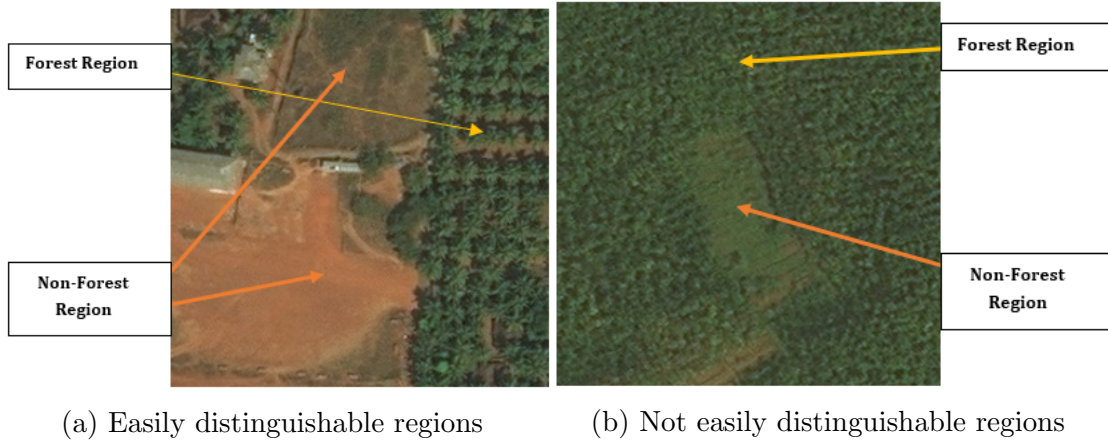 Forest Region
Non-Forest
Region
Forest Region
Non-Forest
Region
(a) Easily distinguishable regions
(b) Not easily distinguishable regions